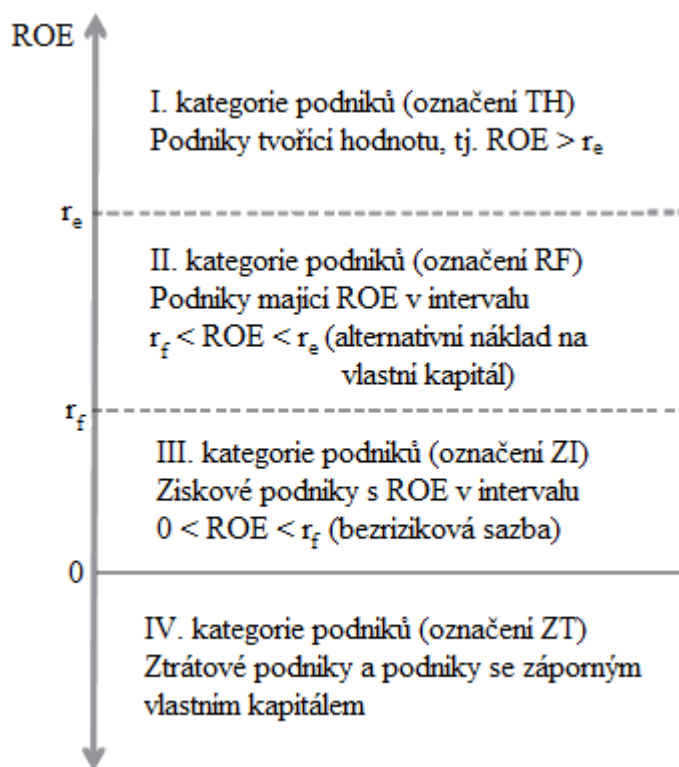 ROE
I. kategorie podniků (označení TH)
Podniky tvořící hodnotu, tj. ROE > rₑ
rₑ
II. kategorie podniků (označení RF)
Podniky mající ROE v intervalu
r_f < ROE < rₑ (alternativní náklad na
vlastní kapitál)
r_f
III. kategorie podniků (označení ZI)
Ziskové podniky s ROE v intervalu
0 < ROE < r_f (bezriziková sazba)
0
IV. kategorie podniků (označení ZT)
Ztrátové podniky a podniky se záporným
vlastním kapitálem